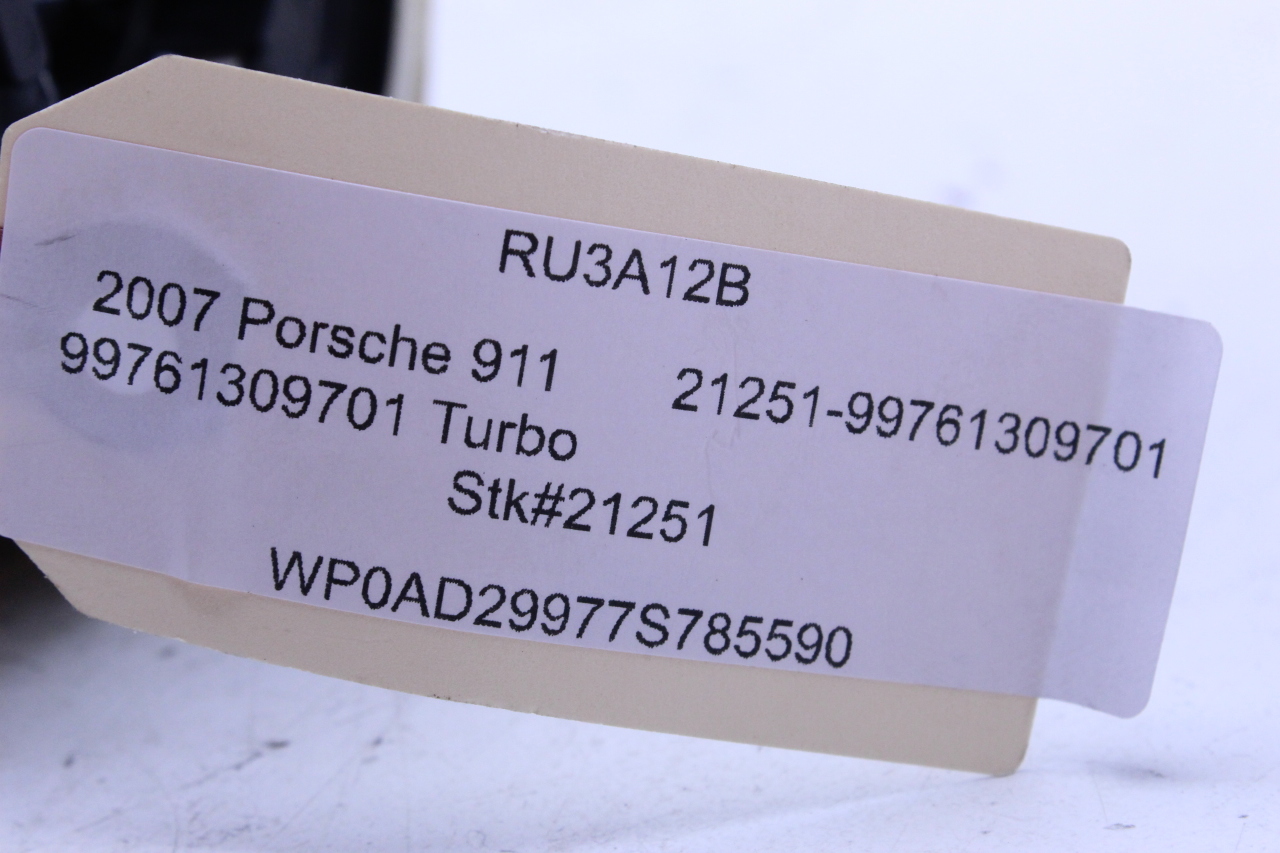 RU3A12B
2007 Porsche 911
99761309701 Turbo
21251-99761309701
Stk#21251
WP0AD29977S785590